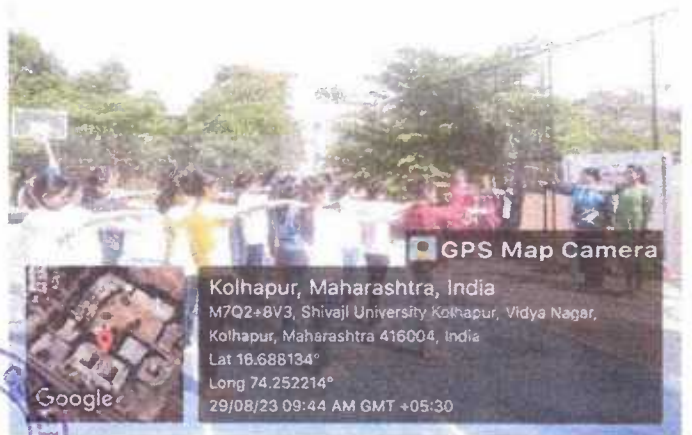 GPS Map Camera
Kolhapur, Maharashtra, India
M7Q2+8V3, Shivaji University Kolhapur, Vidya Nagar,
Kolhapur, Maharashtra 416004, India
Lat 16.688134°
Long 74.252214°
29/08/23 09:44 AM GMT +05:30
Google